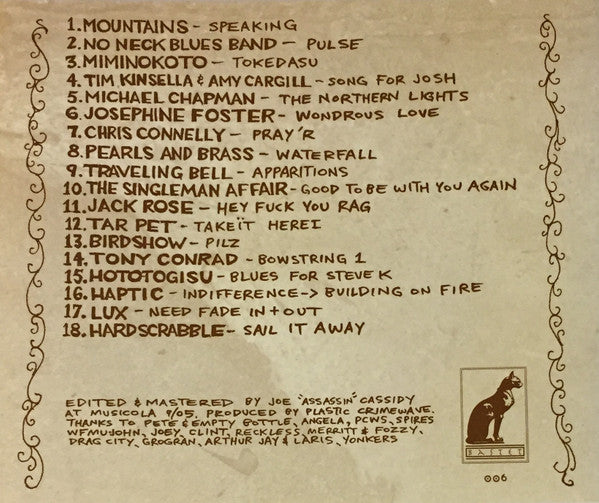 1. MOUNTAINS - SPEAKING
2. NO NECK BLUES BAND - PULSE
3. MIMINOKOTO - TOKEDASU
4. TIM KINSELLA & AMY CARGILL - SONG FOR JOSH
5. MICHAEL CHAPMAN - THE NORTHERN LIGHTS
6. JOSEPHINE FOSTER - WONDROUS LOVE
7. CHRIS CONNELLY - PRAY'R
8. PEARLS AND BRASS - WATERFALL
9. TRAVELING BELL - APPARITIONS
10. THE SINGLEMAN AFFAIR - GOOD TO BE WITH YOU AGAIN
11. JACK ROSE - HEY FUCK YOU RAG
12. TAR PET - TAKEÏT HEREI
13. BIRDSHOW - PILZ
14. TONY CONRAD - BOWSTRING 1
15. HOTOTOGISU - BLUES FOR STEVE K
16. HAPTIC - INDIFFERENCE -> BUILDING ON FIRE
17. LUX - NEED FADE IN + OUT
18. HARDSCRABBLE - SAIL IT AWAY
EDITED & MASTERED BY JOE "ASSASSIN" CASSIDY
AT MUSICOLA 9/05. PRODUCED BY PLASTIC CRIMEWAVE.
THANKS TO PETE & EMPTY BOTTLE, ANGELA, PCWS, SPIRES
WFMUJOHN, JOEY, CLINT, RECKLESS, MERRITT & FOZZY,
DRAG CITY, GROGRAN, ARTHUR JAY & LARIS, YONKERS
BASTET
006